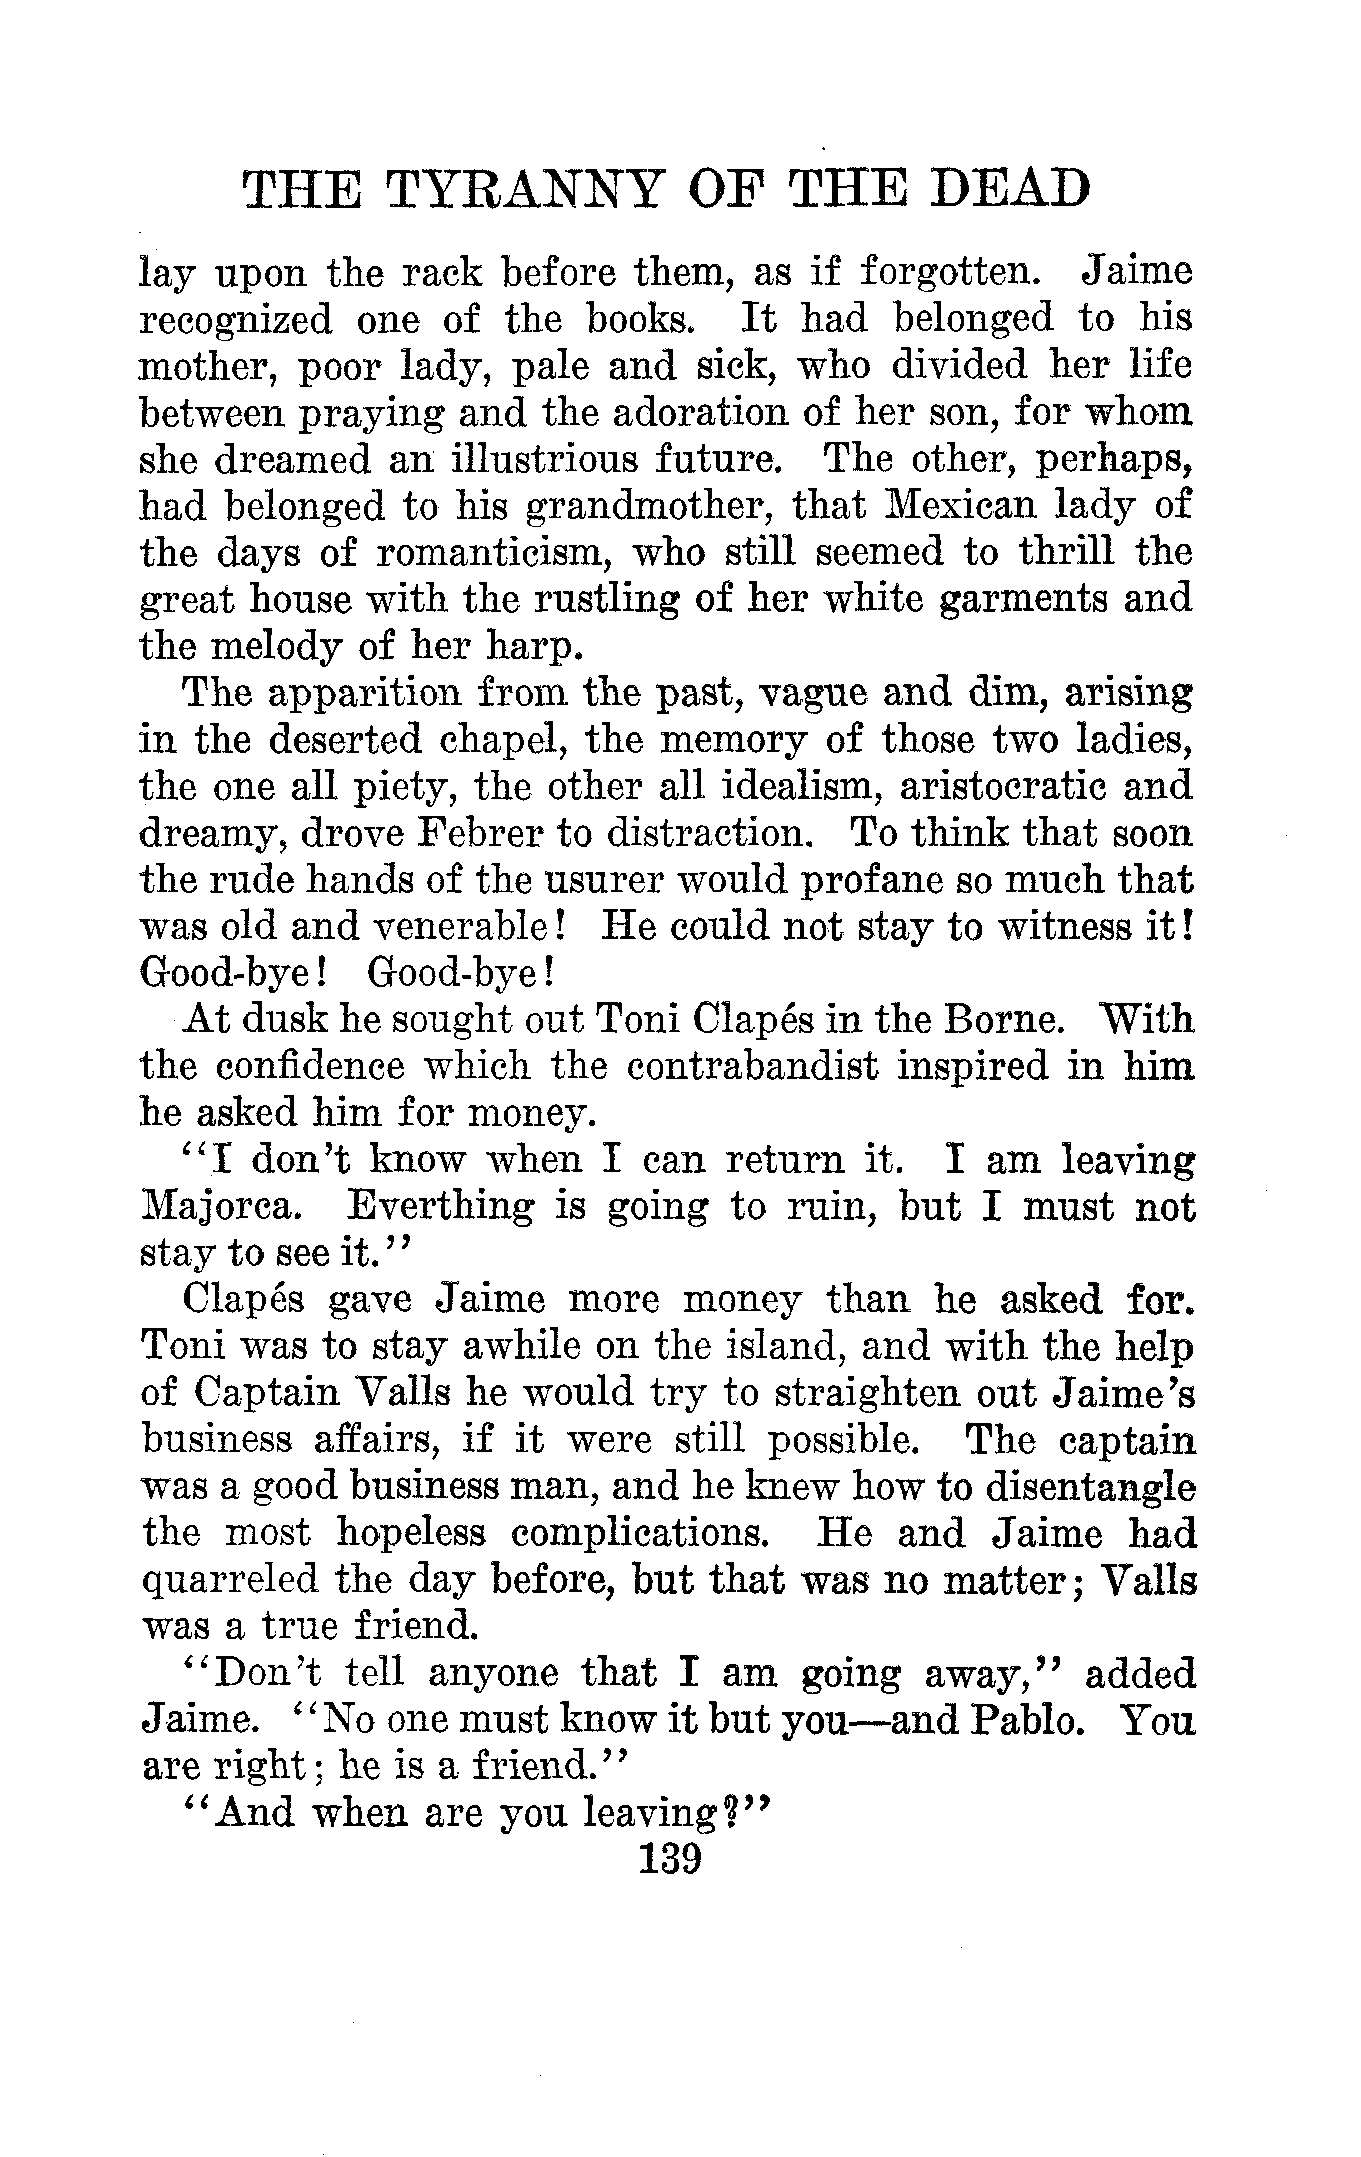 THE TYRANNY OF THE DEAD
lay upon the rack before them, as if forgotten. Jaime
recognized one of the books. It had belonged to his
mother, poor lady, pale and sick, who divided her life
between praying and the adoration of her son, for whom
she dreamed an illustrious future. The other, perhaps,
had belonged to his grandmother, that Mexican lady of
the days of romanticism, who still seemed to thrill the
great house with the rustling of her white garments and
the melody of her harp.
The apparition from the past, vague and dim, arising
in the deserted chapel, the memory of those two ladies,
the one all piety, the other all idealism, aristocratic and
dreamy, drove Febrer to distraction. To think that soon
the rude hands of the usurer would profane so much that
was old and venerable! He could not stay to witness it!
Good-bye! Good-bye!
At dusk he sought out Toni Clapés in the Borne. With
the confidence which the contrabandist inspired in him
he asked him for money.
"I don't know when I can return it. I am leaving
Majorca. Everthing is going to ruin, but I must not
stay to see it."
Clapés gave Jaime more money than he asked for.
Toni was to stay awhile on the island, and with the help
of Captain Valls he would try to straighten out Jaime's
business affairs, if it were still possible. The captain
was a good business man, and he knew how to disentangle
the most hopeless complications. He and Jaime had
quarreled the day before, but that was no matter; Valls
was a true friend.
"Don't tell anyone that I am going away," added
Jaime. "No one must know it but you—and Pablo. You
are right; he is a friend."
"And when are you leaving?"
139